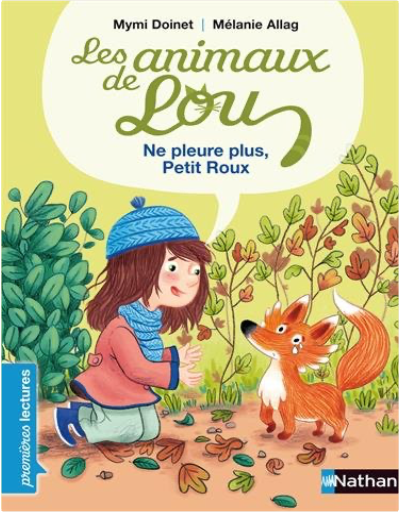 Mymi Doinet | Mélanie Allag
Les animaux
de Lou
Ne pleure plus,
Petit Roux
premières lectures
Nathan